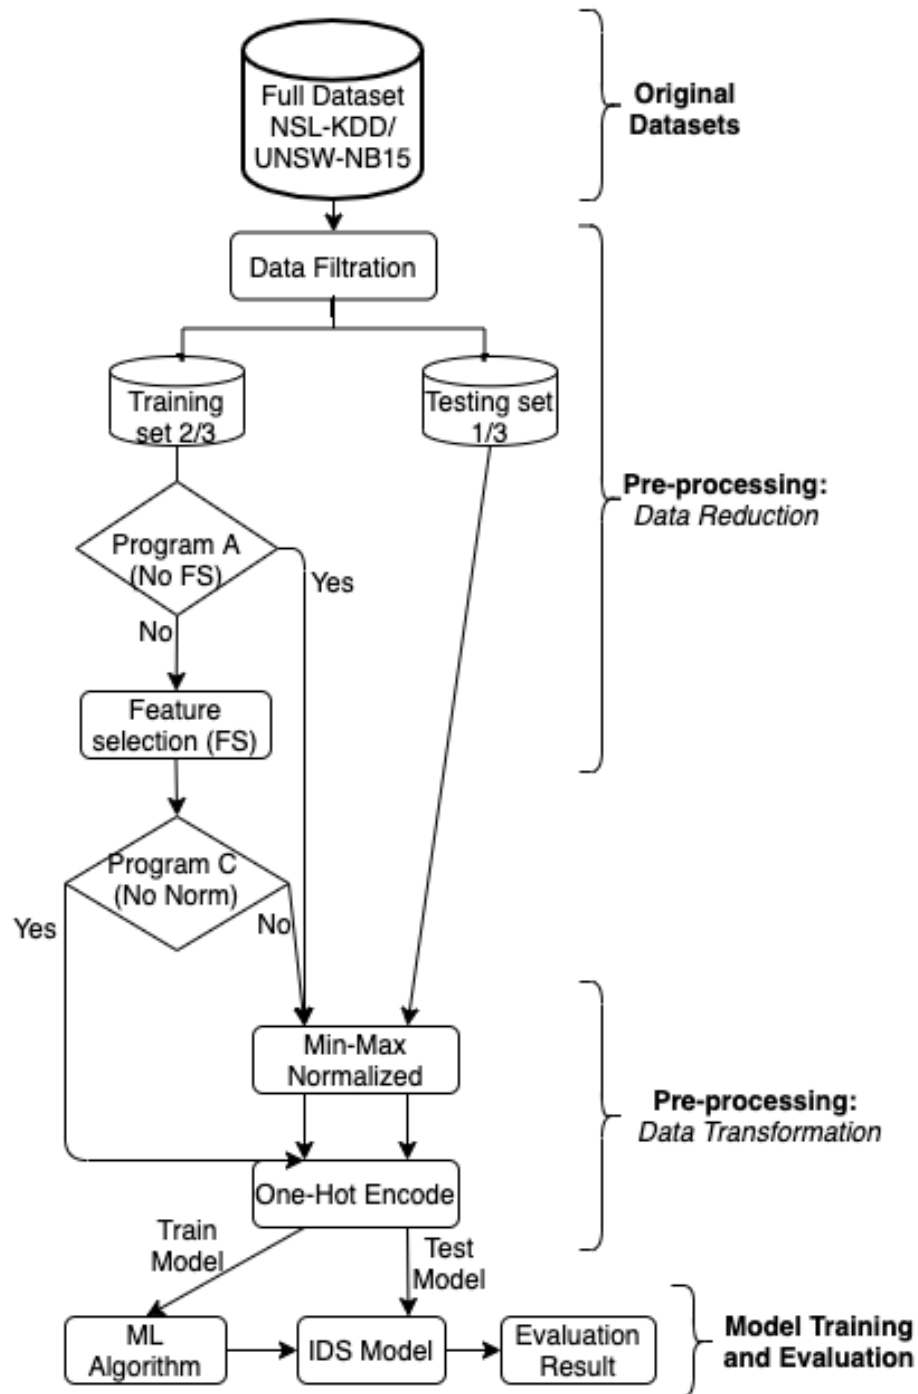 Full Dataset
NSL-KDD/
UNSW-NB15
Original
Datasets
Data Filtration
Training
set 2/3
Testing set
1/3
Pre-processing:
Data Reduction
Program A
(No FS)
Yes
No
Feature
selection (FS)
Program C
(No Norm)
Yes
No
Min-Max
Normalized
Pre-processing:
Data Transformation
One-Hot Encode
Train
Model
Test
Model
ML
Algorithm
IDS Model
Evaluation
Result
Model Training
and Evaluation